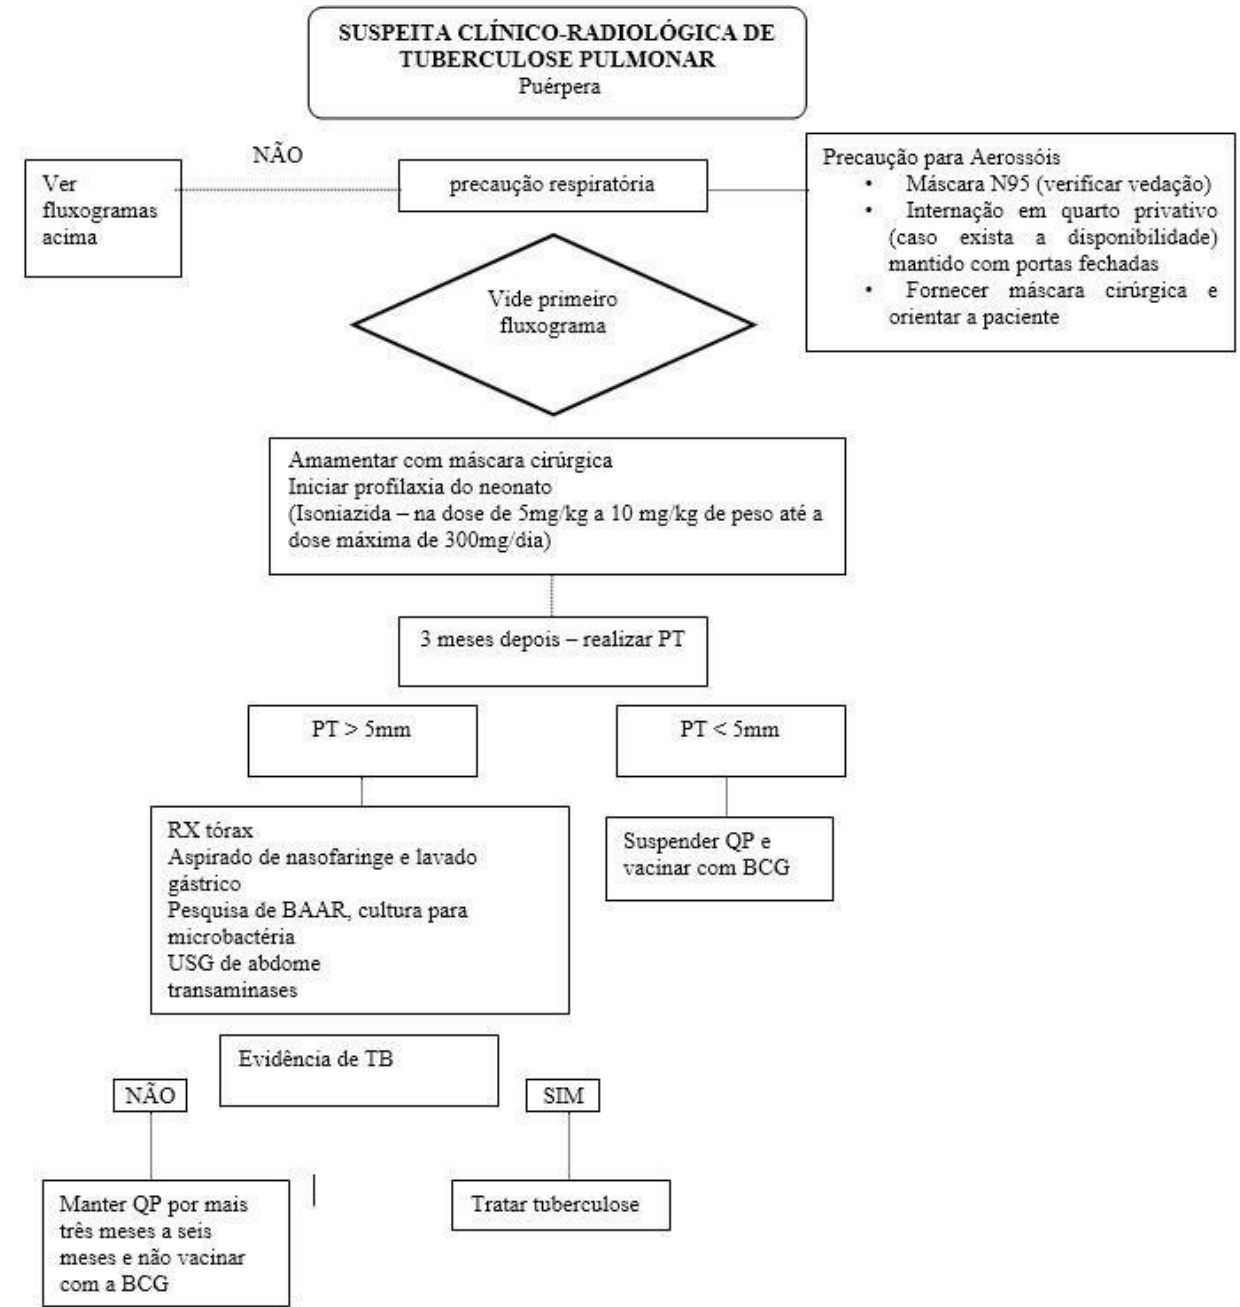 SUSPEITA CLÍNICO-RADIOLÓGICA DE
TUBERCULOSE PULMONAR
Puérpera
NÃO
Ver
fluxogramas
acima
precaução respiratória
Precaução para Aerossóis
• Máscara N95 (verificar vedação)
• Internação em quarto privativo
(caso exista a disponibilidade)
mantido com portas fechadas
• Fornecer máscara cirúrgica e
orientar a paciente
Vide primeiro
fluxograma
Amamentar com máscara cirúrgica
Iniciar profilaxia do neonato
(Isoniazida – na dose de 5mg/kg a 10 mg/kg de peso até a
dose máxima de 300mg/dia)
3 meses depois – realizar PT
PT > 5mm
PT < 5mm
RX tórax
Aspirado de nasofaringe e lavado
gástrico
Pesquisa de BAAR, cultura para
microbactéria
USG de abdome
transaminases
Suspender QP e
vacinar com BCG
Evidência de TB
NÃO
SIM
Manter QP por mais
três meses a seis
meses e não vacinar
com a BCG
Tratar tuberculose